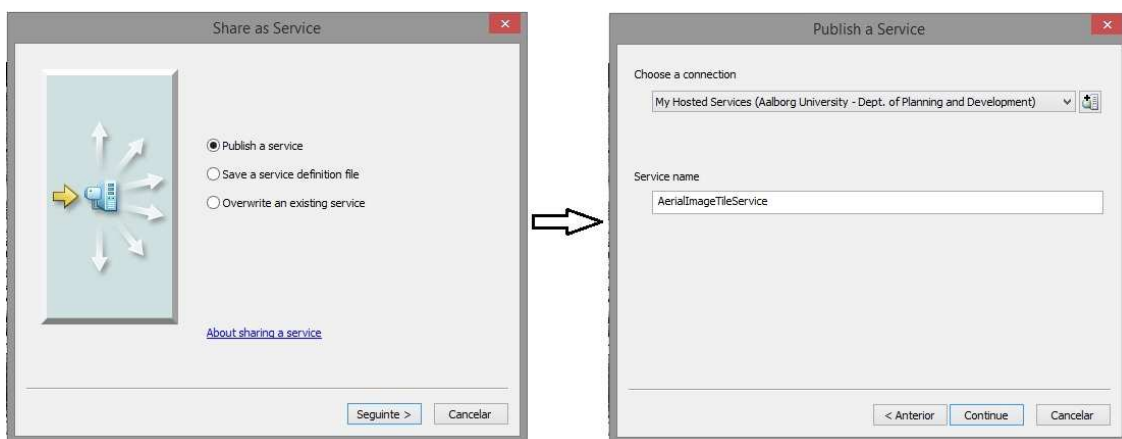 Share as Service
Publish a service
Save a service definition file
Overwrite an existing service
About sharing a service
Seguinte >
Cancelar
Publish a Service
Choose a connection
My Hosted Services (Aalborg University - Dept. of Planning and Development)
Service name
AerialImageTileService
< Anterior
Continue
Cancelar